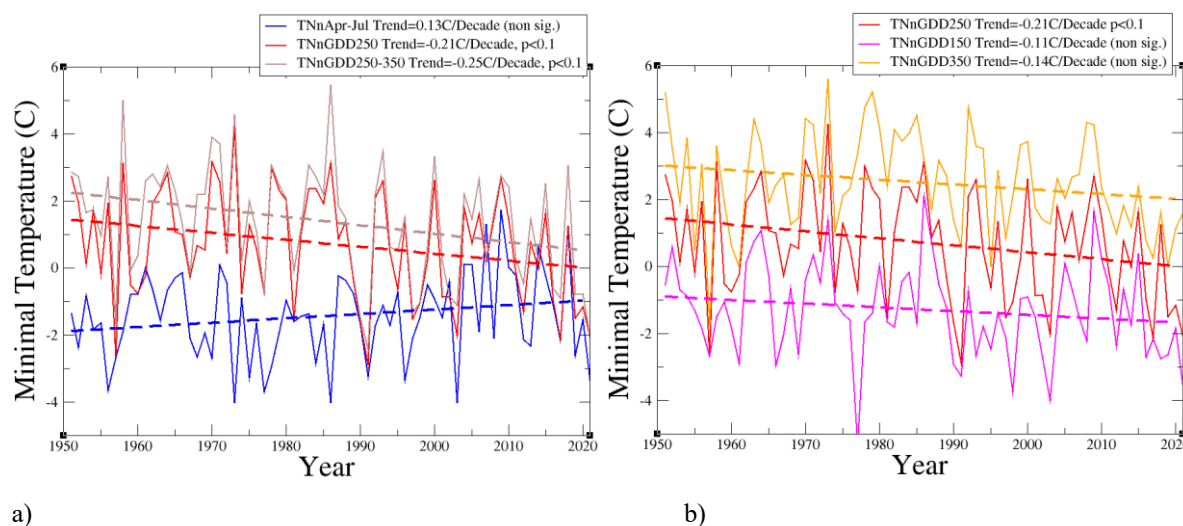 TNnApr-Jul Trend=0.13C/Decade (non sig.)
TNnGDD250 Trend=-0.21C/Decade, p<0.1
TNnGDD250-350 Trend=-0.25C/Decade, p<0.1
Minimal Temperature (C)
6
4
2
0
-2
-4
1950
1960
1970
1980
1990
2000
2010
2020
Year
a)
TNnGDD250 Trend=-0.21C/Decade p<0.1
TNnGDD150 Trend=-0.11C/Decade (non sig.)
TNnGDD350 Trend=-0.14C/Decade (non sig.)
Minimal Temperature (C)
6
4
2
0
-2
-4
-5
1950
1960
1970
1980
1990
2000
2010
2020
Year
b)